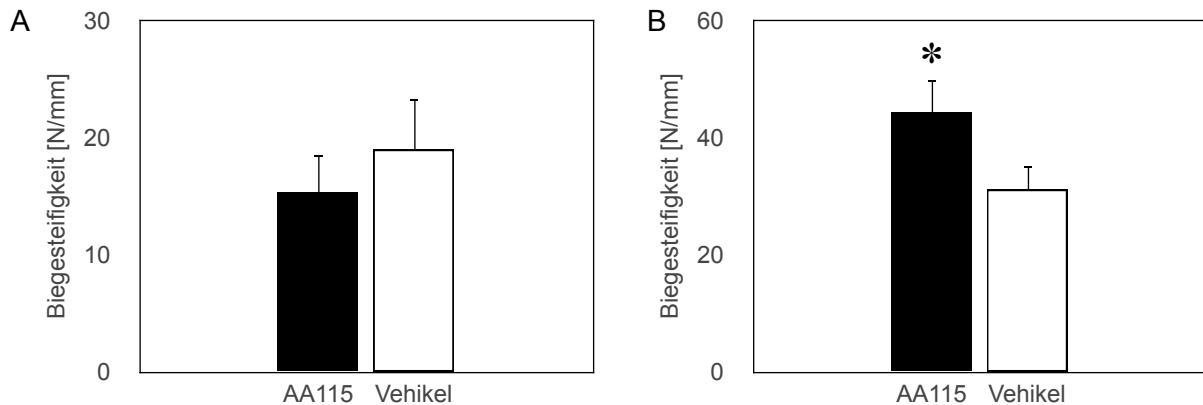 A
Biegesteifigkeit [N/mm]
30
20
10
0
AA115 Vehikel
B
Biegesteifigkeit [N/mm]
60
40
20
0
*
AA115 Vehikel